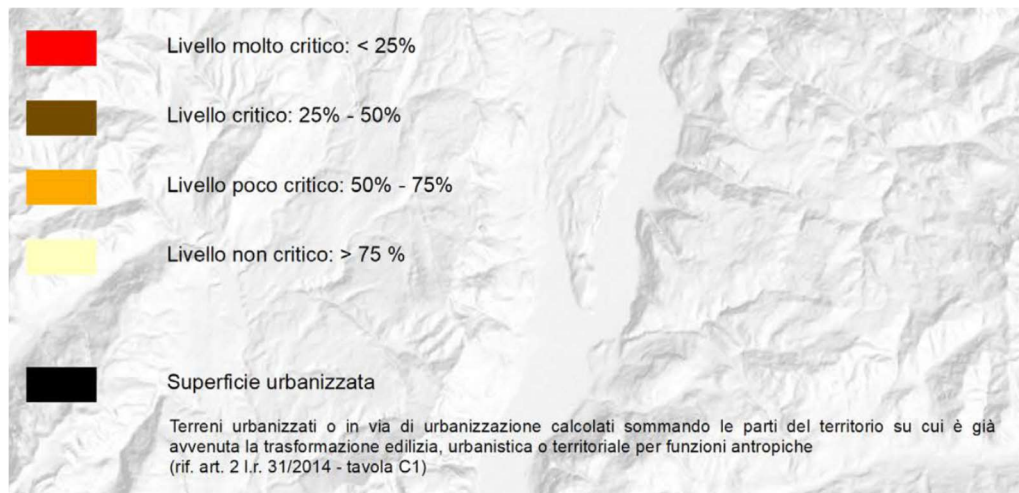 Livello molto critico: < 25%
Livello critico: 25% - 50%
Livello poco critico: 50% - 75%
Livello non critico: > 75 %
Superficie urbanizzata
Terreni urbanizzati o in via di urbanizzazione calcolati sommando le parti del territorio su cui è già
avvenuta la trasformazione edilizia, urbanistica o territoriale per funzioni antropiche
(rif. art. 2 l.r. 31/2014 - tavola C1)